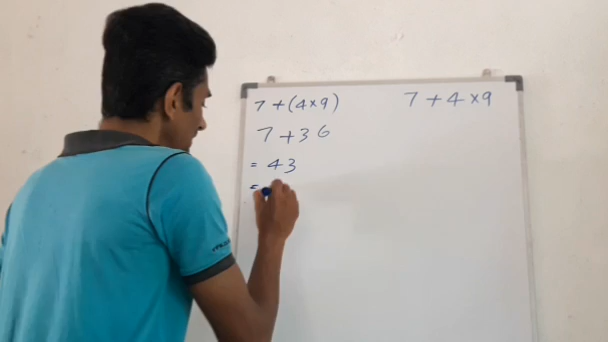 7 + (4 × 9)
7 + 36
= 43
=
7 + 4 × 9